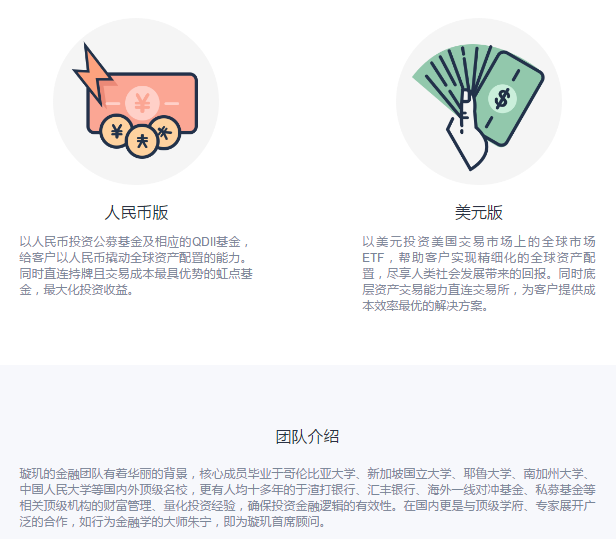 人民币版
以人民币投资公募基金及相应的QDII基金，
给客户以人民币撬动全球资产配置的能力。
同时直连持牌且交易成本最具优势的虹点基
金，最大化投资收益。
美元版
以美元投资美国交易市场上的全球市场
ETF，帮助客户实现精细化的全球资产配
置，尽享人类社会发展带来的回报。同时底
层资产交易能力直连交易所，为客户提供成
本效率最优的解决方案。
团队介绍
璇玑的金融团队有着华丽的背景，核心成员毕业于哥伦比亚大学、新加坡国立大学、耶鲁大学、南加州大学、
中国人民大学等国内外顶级名校，更有人均十多年的于渣打银行、汇丰银行、海外一线对冲基金、私募基金等
相关顶级机构的财富管理、量化投资经验，确保投资金融逻辑的有效性。在国内更是与顶级学府、专家展开广
泛的合作，如行为金融学的大师朱宁，即为璇玑首席顾问。